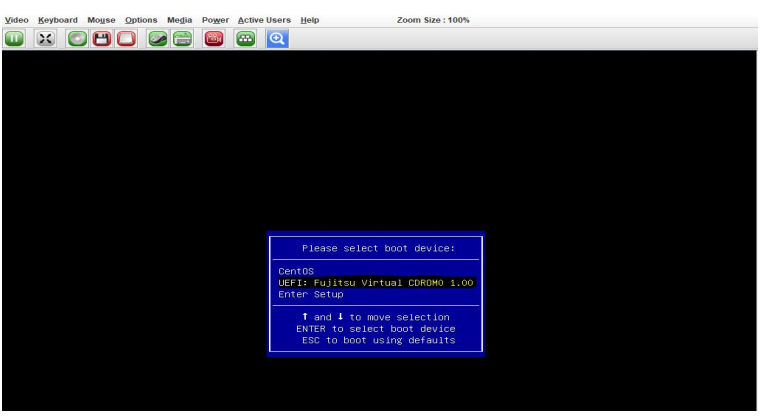 Video Keyboard Mouse Options Media Power Active Users Help Zoom Size : 100%
Please select boot device:
CentOS
UEFI: Fujitsu Virtual CDROM0 1.00
Enter Setup
↑ and ↓ to move selection
ENTER to select boot device
ESC to boot using defaults